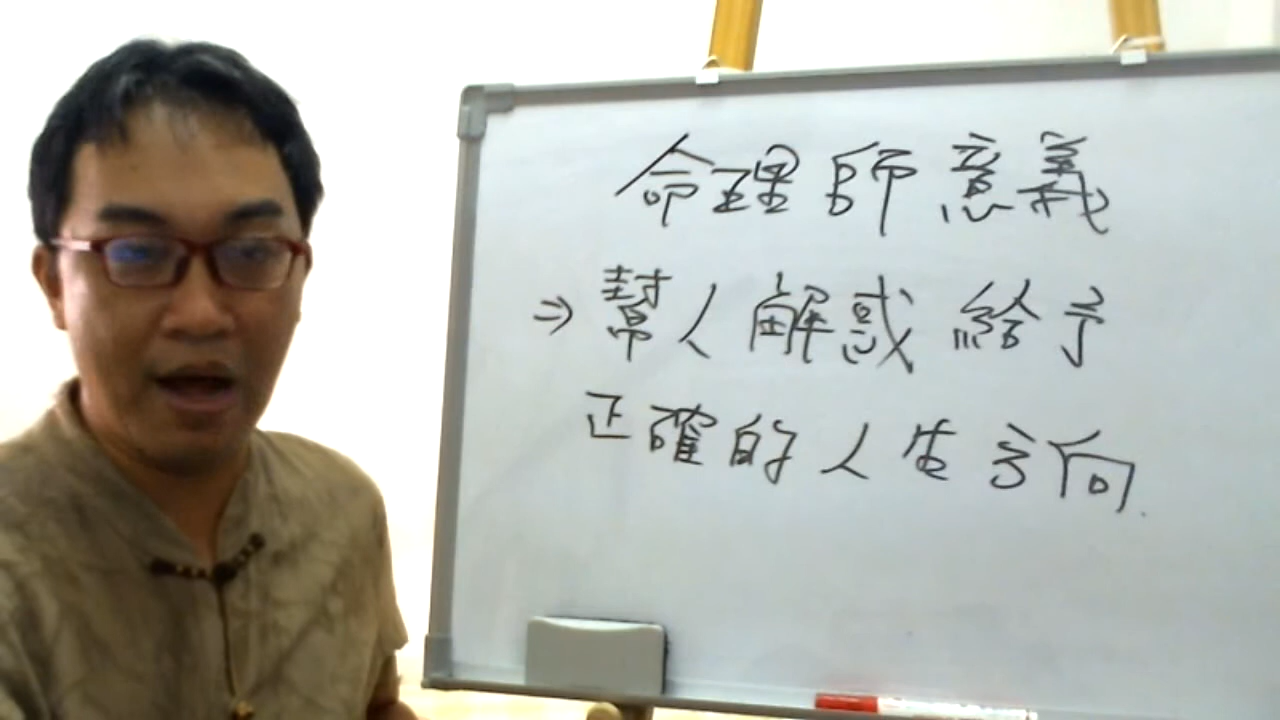 命理師意義
⇒幫人解惑 給予
正確的人生方向.